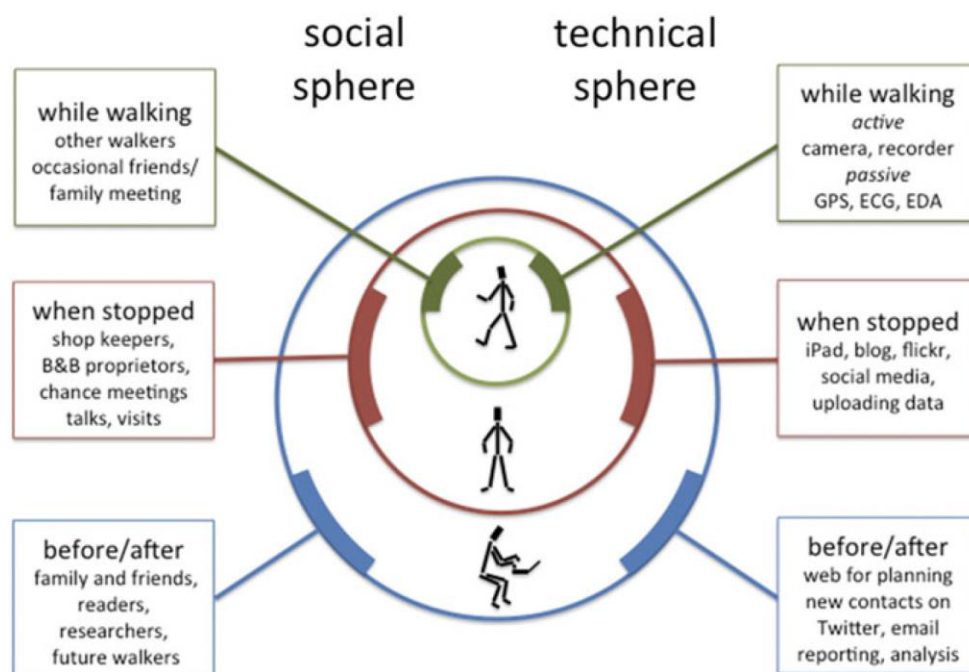 social
sphere
technical
sphere
while walking
other walkers
occasional friends/
family meeting
while walking
active
camera, recorder
passive
GPS, ECG, EDA
when stopped
shop keepers,
B&B proprietors,
chance meetings
talks, visits
when stopped
iPad, blog, flickr,
social media,
uploading data
before/after
family and friends,
readers,
researchers,
future walkers
before/after
web for planning
new contacts on
Twitter, email
reporting, analysis